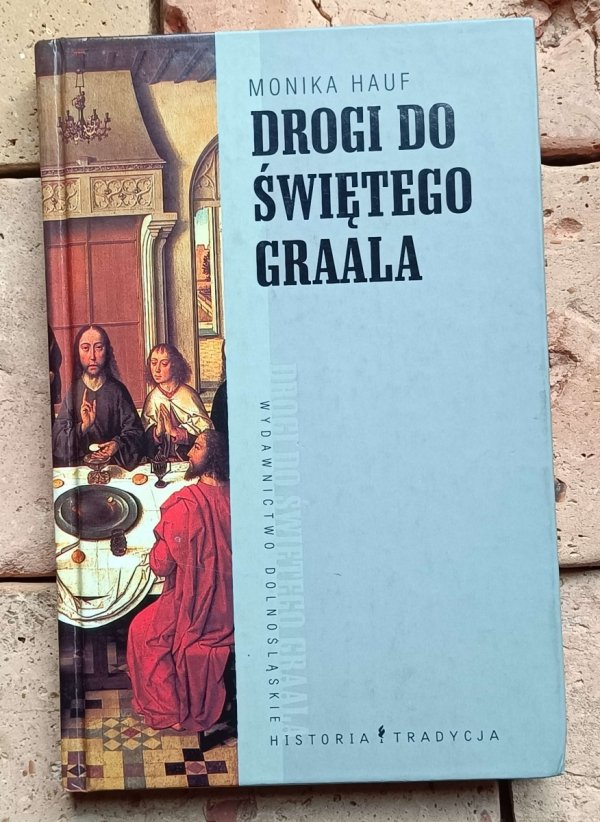 MONIKA HAUF
DROGI DO
ŚWIĘTEGO
GRAALA
DROGI DO ŚWIĘTEGO GRAALA
WYDAWNICTWO DOLNOŚLĄSKIE
HISTORIA I TRADYCJA